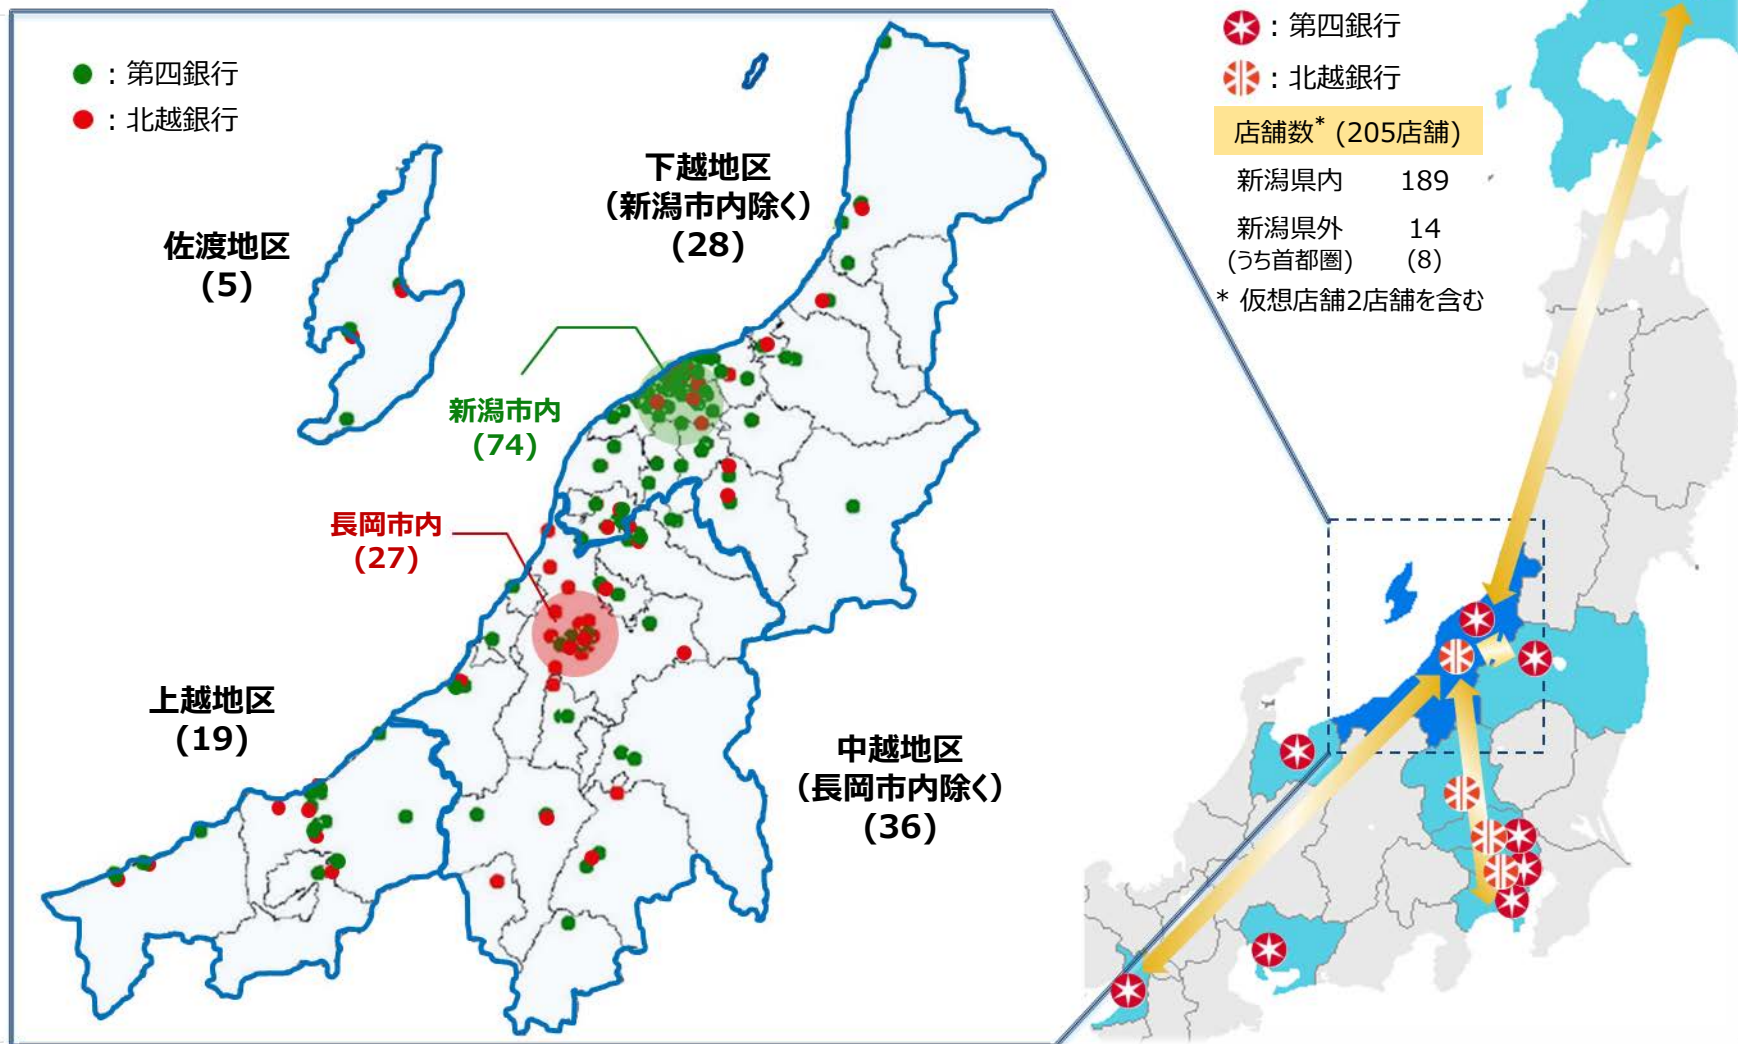 ：第四銀行
：北越銀行
佐渡地区
(5)
下越地区
（新潟市内除く）
(28)
新潟市内
(74)
長岡市内
(27)
上越地区
(19)
中越地区
（長岡市内除く）
(36)
：第四銀行
：北越銀行
店舗数* (205店舗)
新潟県内 189
新潟県外 14
(うち首都圏) (8)
* 仮想店舗2店舗を含む